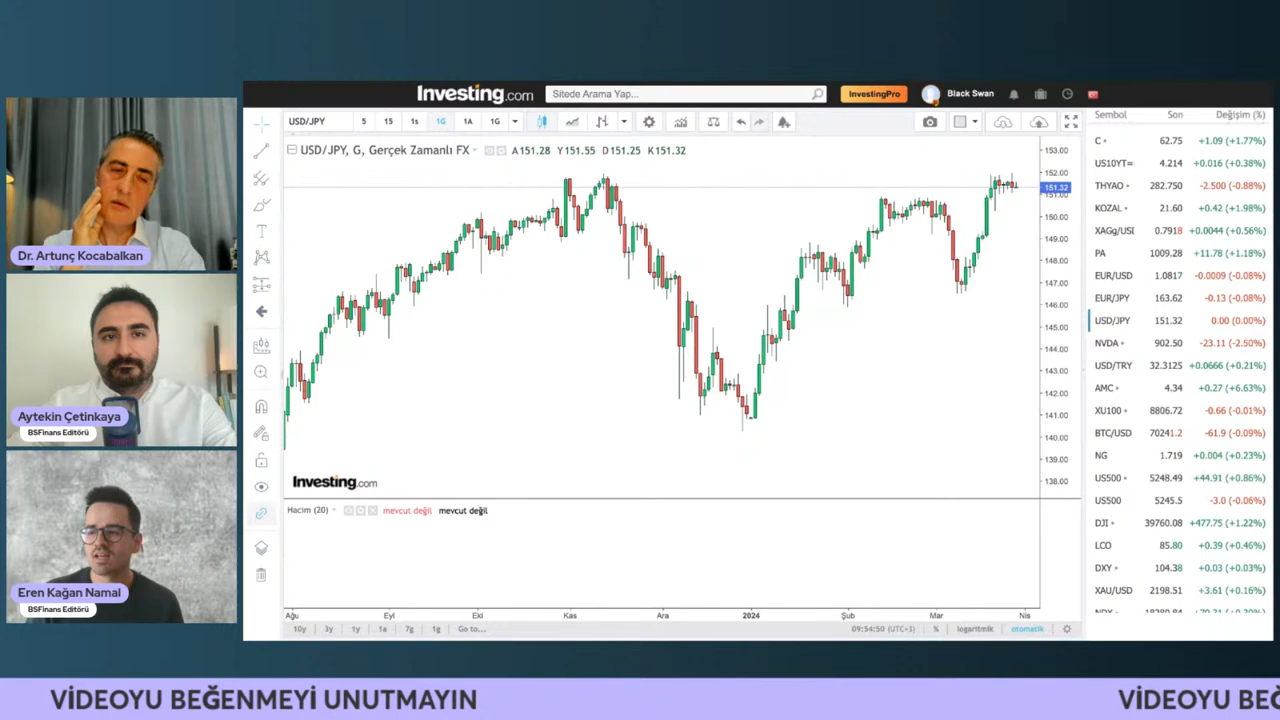 Investing.com
Sitede Arama Yap...
InvestingPro
Black Swan
USD/JPY 5 15 1s 1G 1A 1G
USD/JPY, G, Gerçek Zamanlı FX A151.28 Y151.55 D151.25 K151.32
Dr. Artunç Kocabalkan
Aytekin Çetinkaya
BSFinans Editörü
Eren Kağan Namal
BSFinans Editörü
153.00
152.00
151.32
151.00
150.00
149.00
148.00
147.00
146.00
145.00
144.00
143.00
142.00
141.00
140.00
139.00
138.00
Investing.com
Hacim (20) mevcut değil mevcut değil
Ağu Eyl Eki Kas Ara 2024 Şub Mar Nis
10y 3y 1y 1a 7g 1g Go to... 09:54:50 (UTC+3) % logaritmik otomatik
Sembol Son Değişim (%)
C 62.75 +1.09 (+1.77%)
US10YT= 4.214 +0.016 (+0.38%)
THYAO 282.750 -2.500 (-0.88%)
KOZAL 21.60 +0.42 (+1.98%)
XAGg/USI 0.7918 +0.0044 (+0.56%)
PA 1009.28 +11.78 (+1.18%)
EUR/USD 1.0817 -0.0009 (-0.08%)
EUR/JPY 163.62 -0.13 (-0.08%)
USD/JPY 151.32 0.00 (0.00%)
NVDA 902.50 -23.11 (-2.50%)
USD/TRY 32.3125 +0.0666 (+0.21%)
AMC 4.34 +0.27 (+6.63%)
XU100 8806.72 -0.66 (-0.01%)
BTC/USD 70241.2 -61.9 (-0.09%)
NG 1.719 +0.004 (+0.23%)
US500 5248.49 +44.91 (+0.86%)
US500 5245.5 -3.0 (-0.06%)
DJI 39760.08 +477.75 (+1.22%)
LCO 85.80 +0.39 (+0.46%)
DXY 104.38 +0.03 (+0.03%)
XAU/USD 2198.51 +3.61 (+0.16%)
VİDEOYU BEĞENMEYİ UNUTMAYIN
VİDEOYU BEĞ